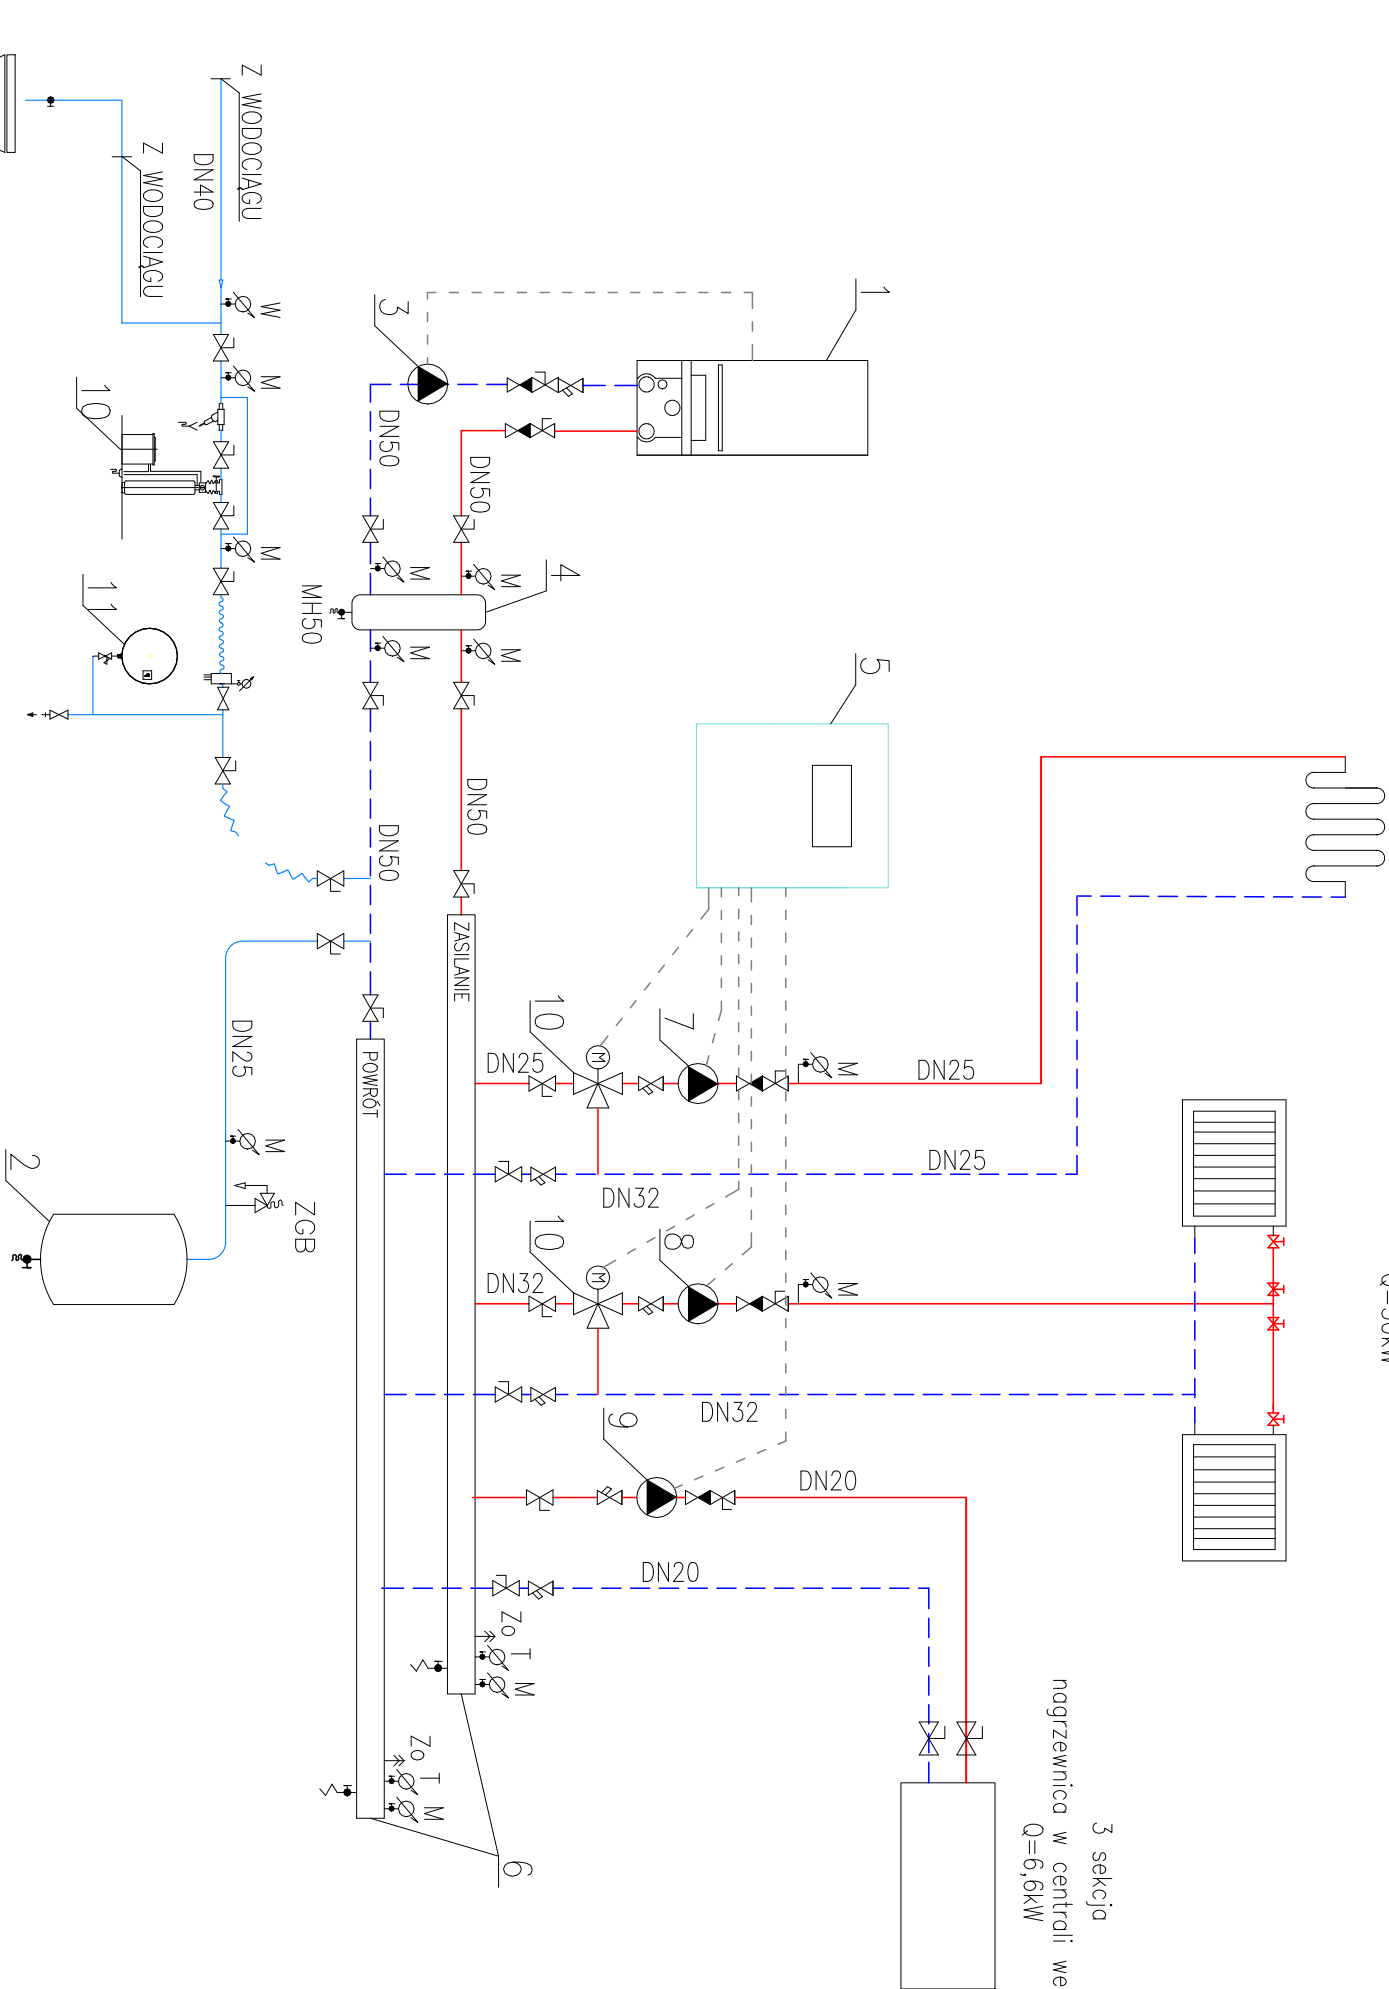 3 sekcja
nagrzewnica w centrali we
Q=6,6kW
1
5
M
M
DN25
DN25
DN20
7
8
10
10
9
DN32
DN32
DN20
DN25
DN32
4
M
M
DN50
DN50
ZASILANIE
Zo
T
M
6
3
M
M
DN50
DN50
MH50
POWRÓT
Zo
T
M
Z WODOCIĄGU
DN40
W
M
M
Z WODOCIĄGU
10
11
DN25
M
ZGB
2
M
M